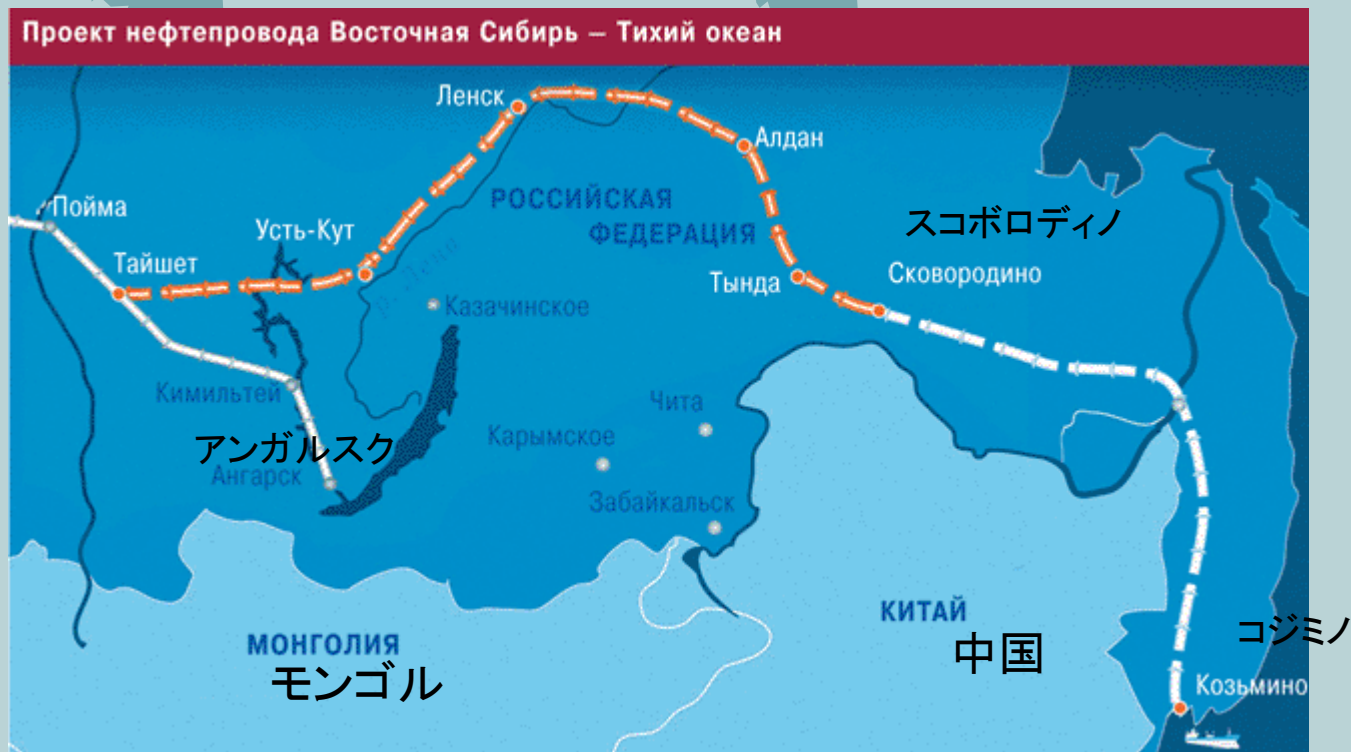 Проект нефтепровода Восточная Сибирь – Тихий океан
Ленск
Алдан
Пойма
РОССИЙСКАЯ
ФЕДЕРАЦИЯ
スコボロディノ
Усть-Кут
Тайшет
р. Лена
Тында
Сковородино
Казачинское
Кимильтей
Чита
アンガルスク
Карымское
Ангарск
Забайкальск
КИТАЙ
中国
コジミノ
МОНГОЛИЯ
モンゴル
Козьмино